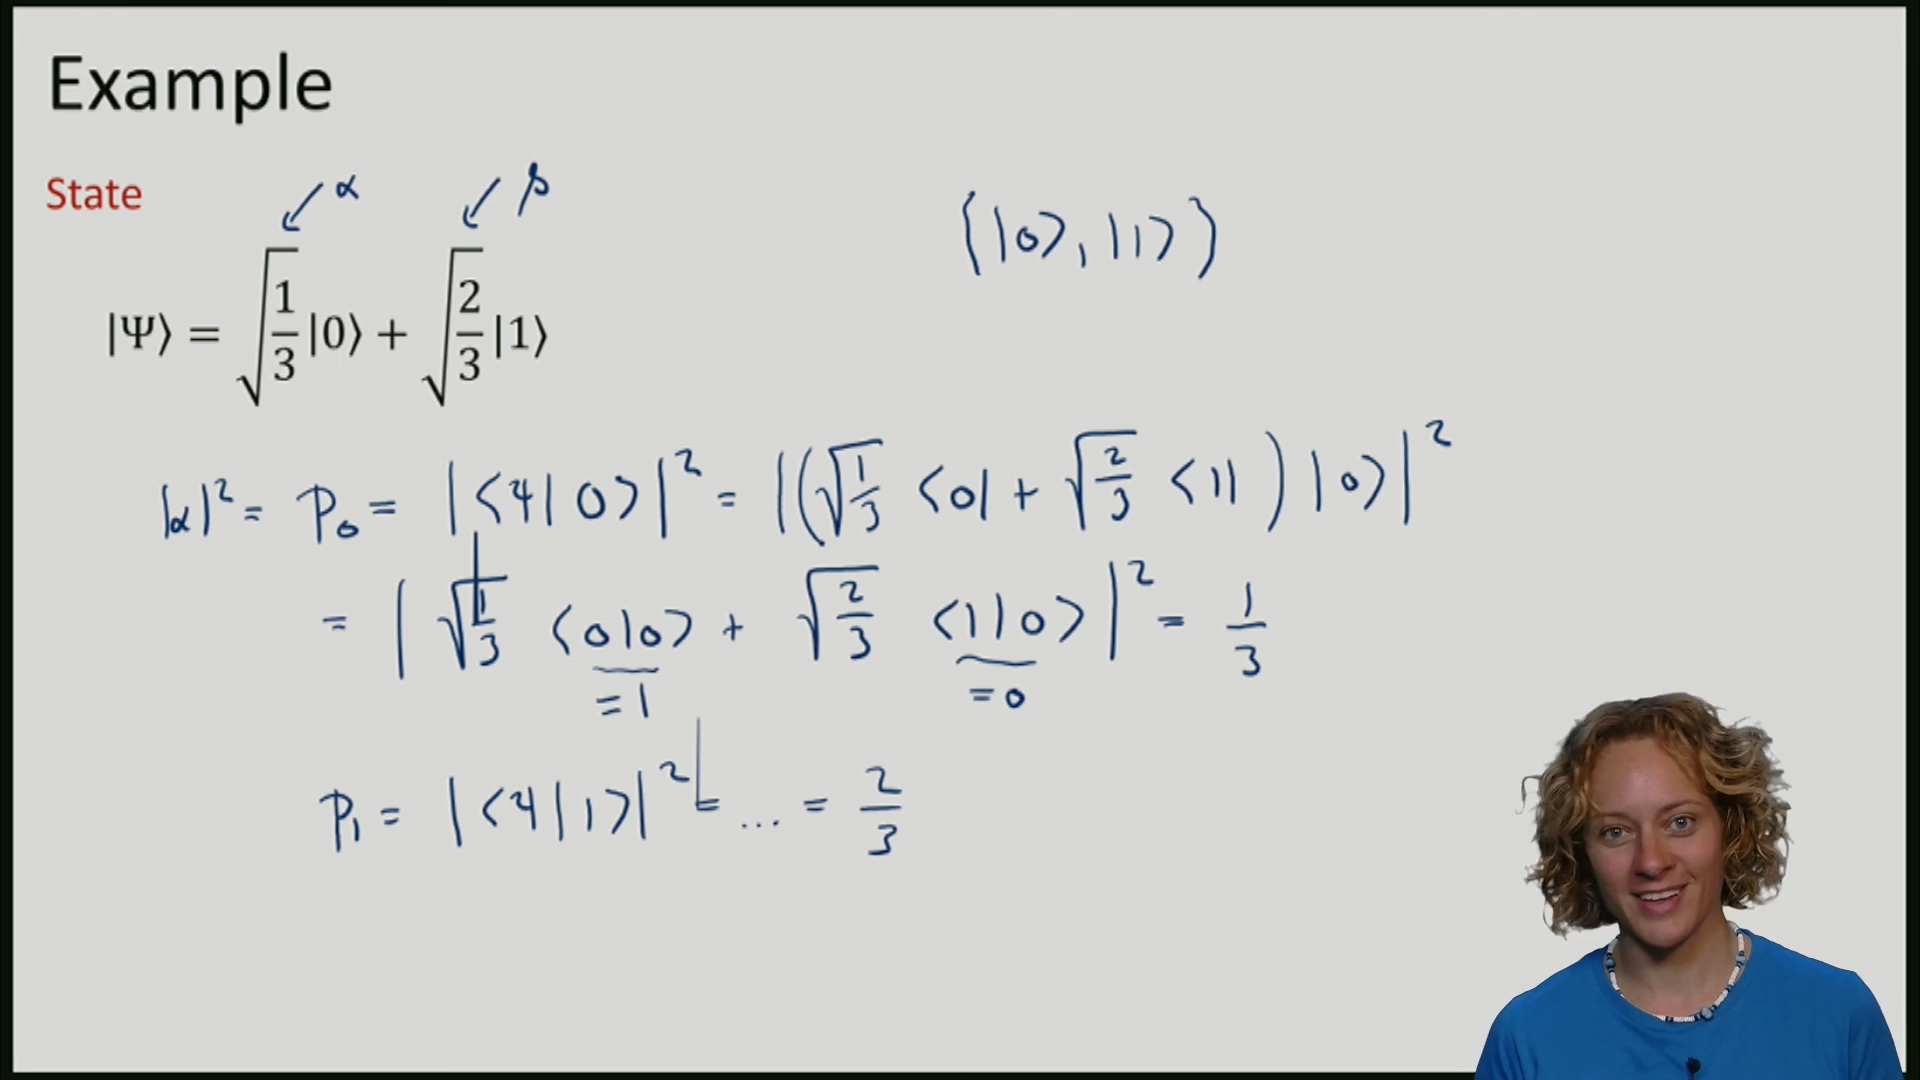 Example
State
↙α ↙β
{|0⟩, |1⟩}
|Ψ⟩ = √(1/3) |0⟩ + √(2/3) |1⟩
|α|² = P₀ = |⟨Ψ|0⟩|² = |(√(1/3) ⟨0| + √(2/3) ⟨1|) |0⟩|²
= |√(1/3) ⟨0|0⟩ + √(2/3) ⟨1|0⟩|² = 1/3
=1 =0
P₁ = |⟨Ψ|1⟩|² = ... = 2/3